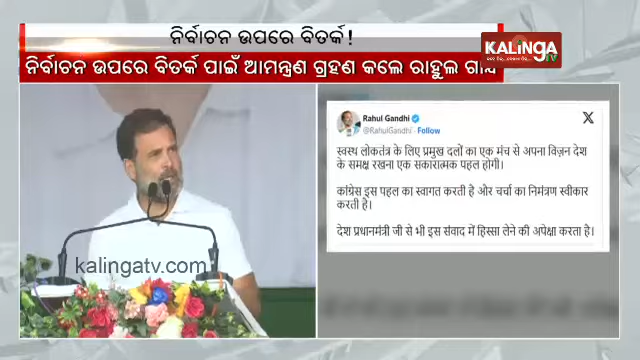 ନିର୍ବାଚନ ଉପରେ ବିତର୍କ!
KALINGA
TV
ନିର୍ବାଚନ ଉପରେ ବିତର୍କ ପାଇଁ ଆମନ୍ତ୍ରଣ ଗ୍ରହଣ କଲେ ରାହୁଲ
Rahul Gandhi
@RahulGandhi · Follow
X
स्वस्थ लोकतंत्र के लिए प्रमुख दलों का एक मंच से अपना विज़न देश
के समक्ष रखना एक सकारात्मक पहल होगी।
कांग्रेस इस पहल का स्वागत करती है और चर्चा का निमंत्रण स्वीकार
करती है।
देश प्रधानमंत्री जी से भी इस संवाद में हिस्सा लेने की अपेक्षा करता है।
kalingatv.com